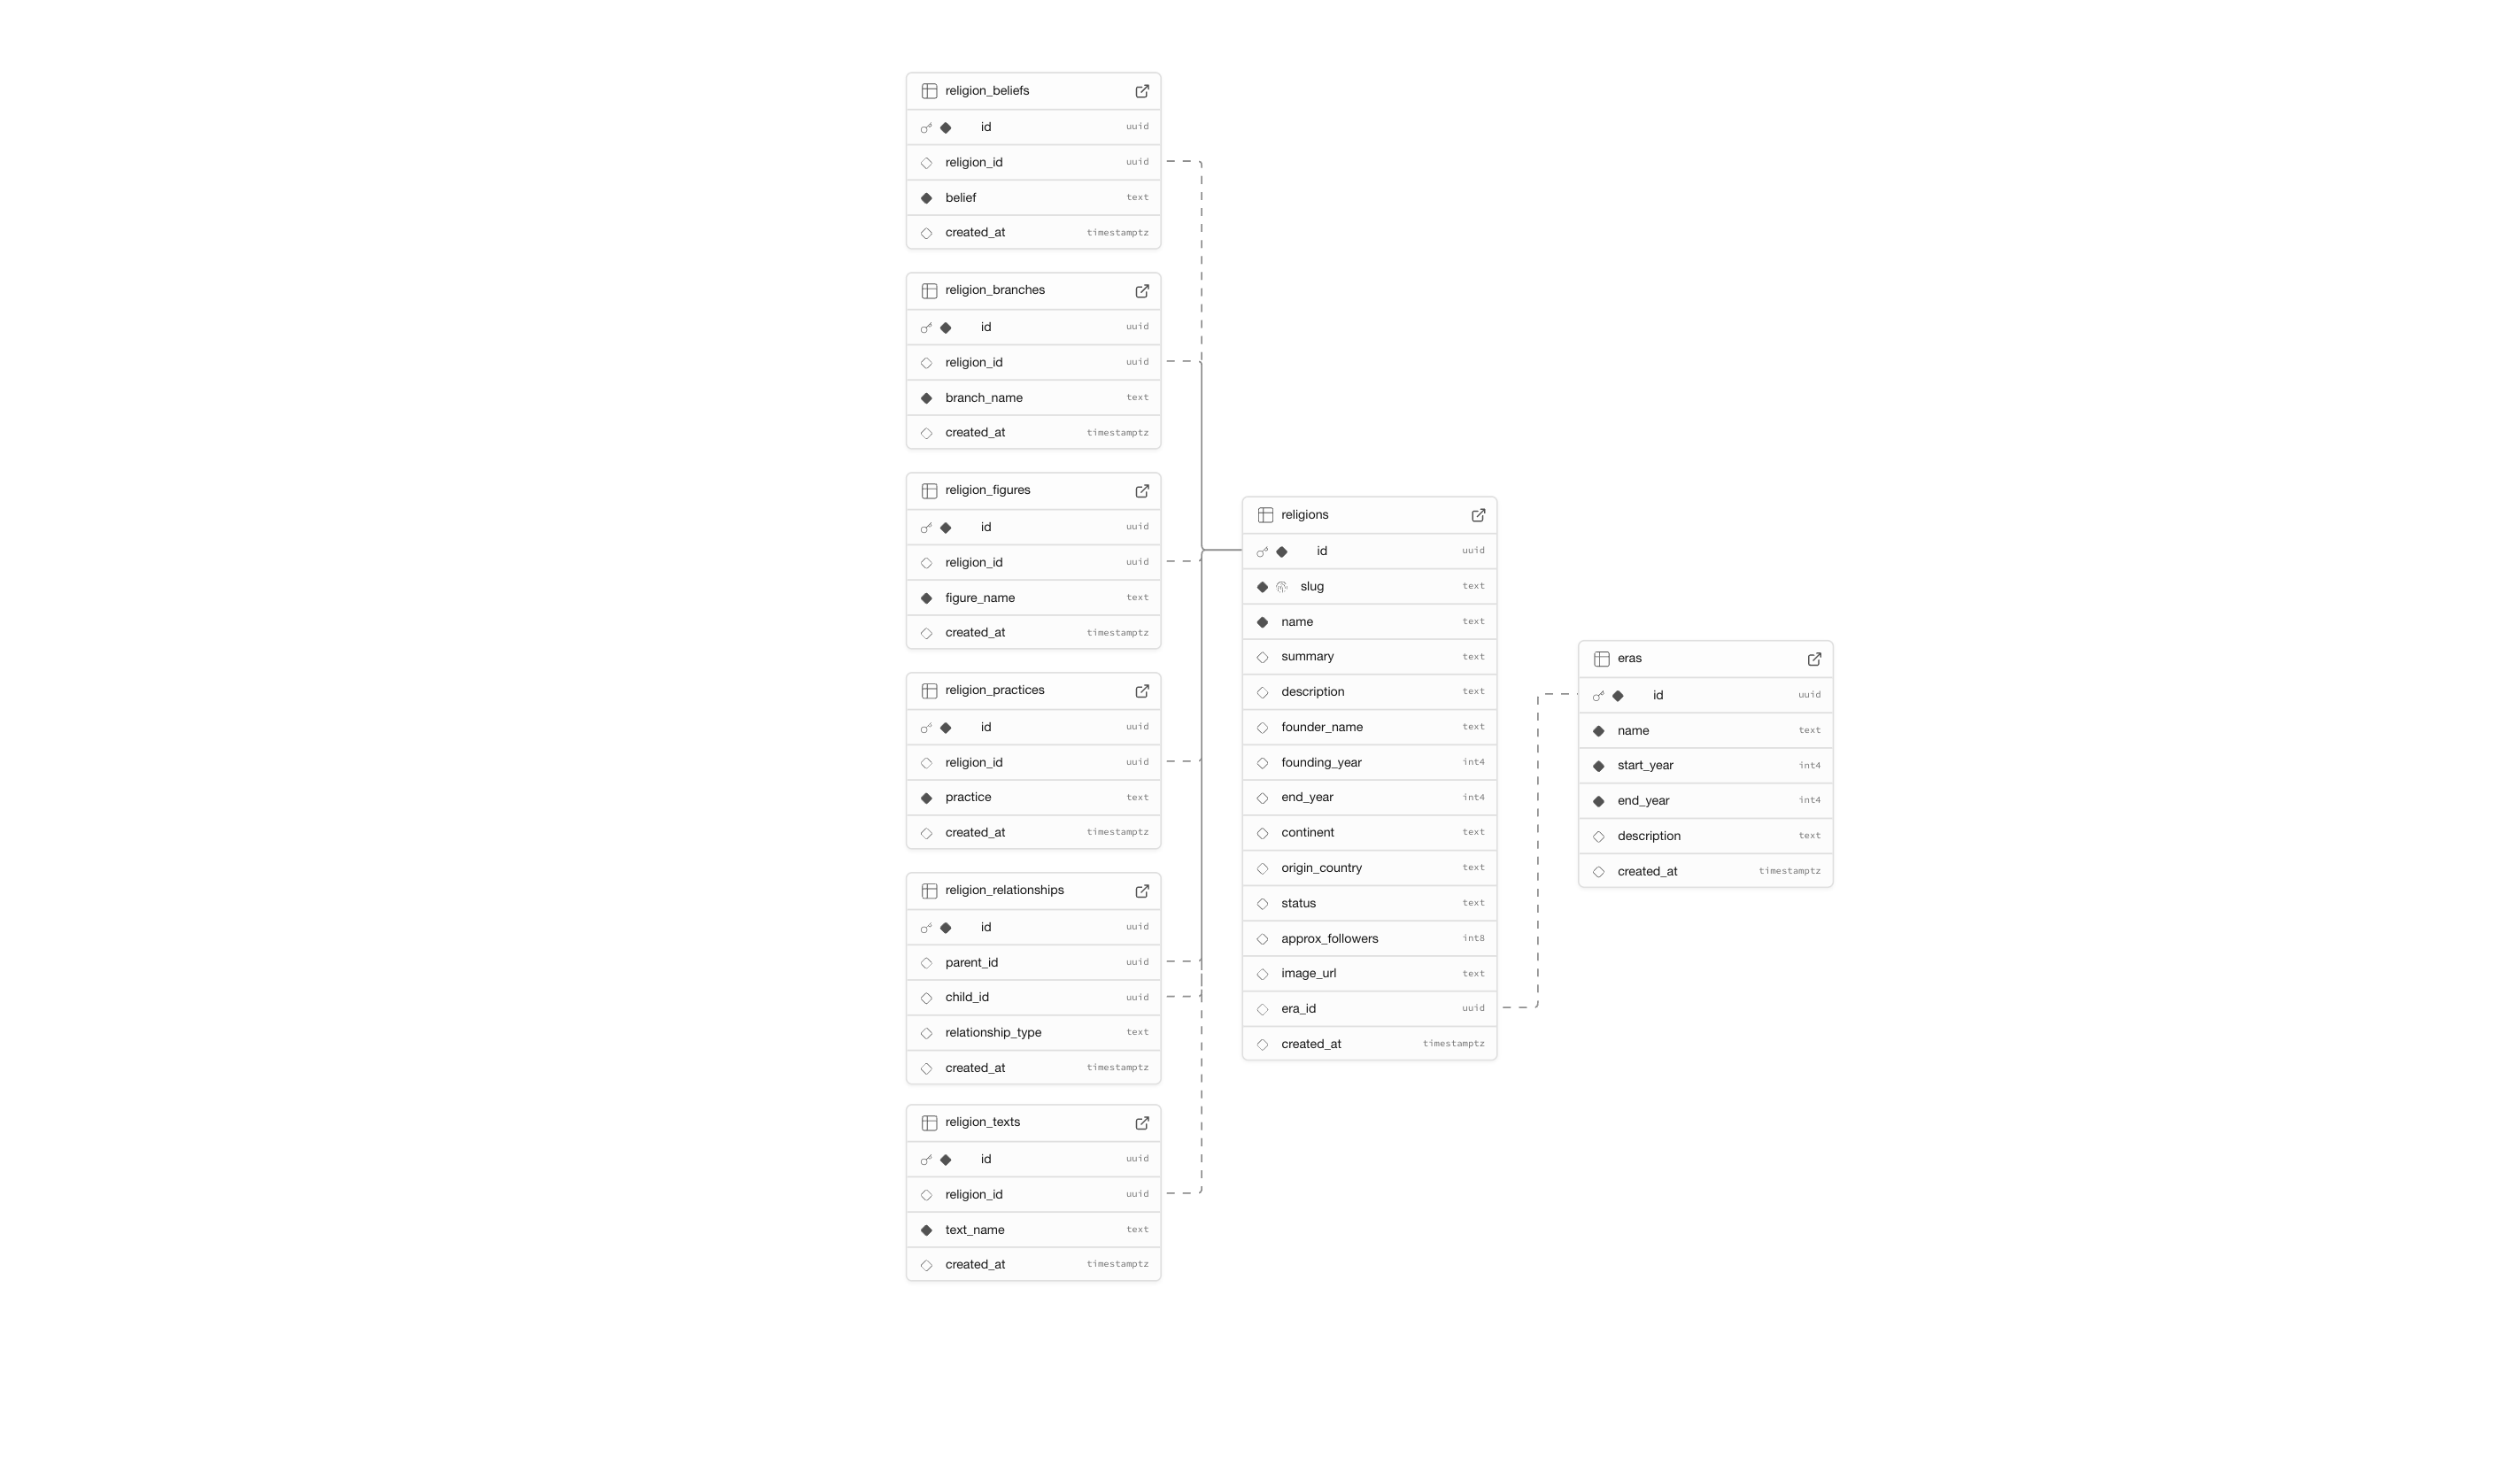 religion_beliefs
id uuid
religion_id uuid
belief text
created_at timestamptz
religion_branches
id uuid
religion_id uuid
branch_name text
created_at timestamptz
religion_figures
id uuid
religion_id uuid
figure_name text
created_at timestamptz
religion_practices
id uuid
religion_id uuid
practice text
created_at timestamptz
religion_relationships
id uuid
parent_id uuid
child_id uuid
relationship_type text
created_at timestamptz
religion_texts
id uuid
religion_id uuid
text_name text
created_at timestamptz
religions
id uuid
slug text
name text
summary text
description text
founder_name text
founding_year int4
end_year int4
continent text
origin_country text
status text
approx_followers int8
image_url text
era_id uuid
created_at timestamptz
eras
id uuid
name text
start_year int4
end_year int4
description text
created_at timestamptz